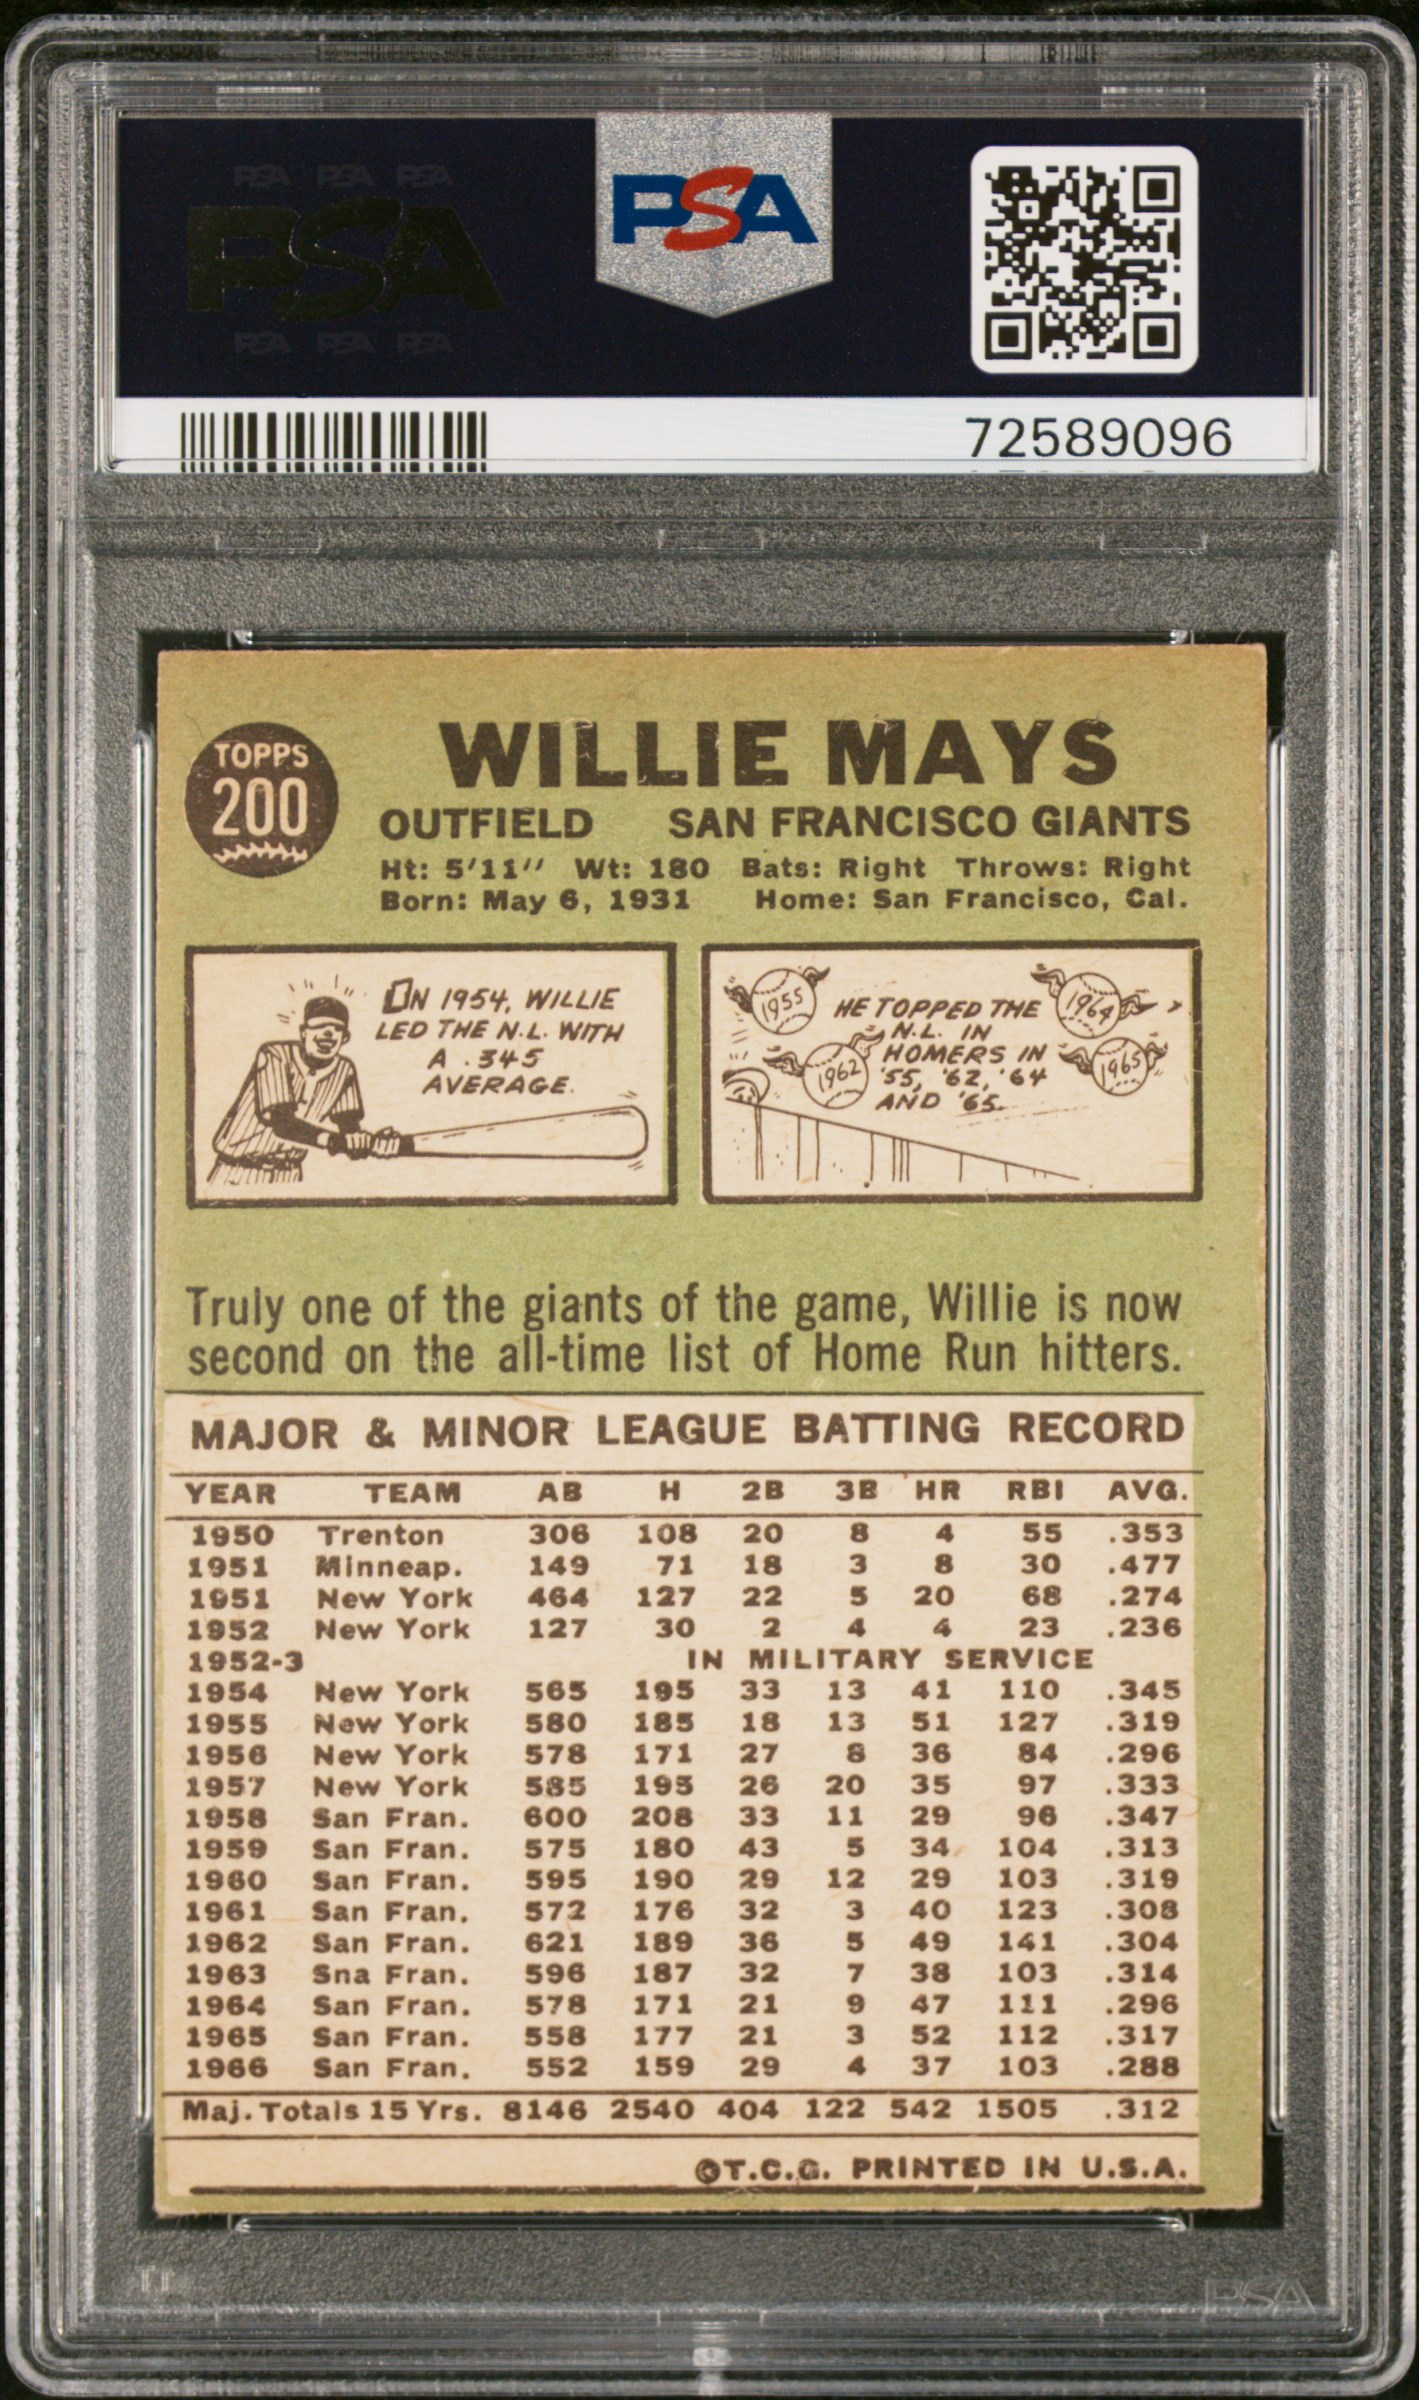 PSA PSA PSA
PSA
PSA PSA PSA
PSA
72589096
TOPPS
200
WILLIE MAYS
OUTFIELD SAN FRANCISCO GIANTS
Ht: 5'11'' Wt: 180 Bats: Right Throws: Right
Born: May 6, 1931 Home: San Francisco, Cal.
IN 1954, WILLIE
LED THE N.L. WITH
A .345
AVERAGE.
1955
1964
HE TOPPED THE
N.L. IN
HOMERS IN
'55, '62, '64
AND '65.
1962
1965
Truly one of the giants of the game, Willie is now
second on the all-time list of Home Run hitters.
MAJOR & MINOR LEAGUE BATTING RECORD
YEAR TEAM AB H 2B 3B HR RBI AVG.
1950 Trenton 306 108 20 8 4 55 .353
1951 Minneap. 149 71 18 3 8 30 .477
1951 New York 464 127 22 5 20 68 .274
1952 New York 127 30 2 4 4 23 .236
1952-3 IN MILITARY SERVICE
1954 New York 565 195 33 13 41 110 .345
1955 New York 580 185 18 13 51 127 .319
1956 New York 578 171 27 8 36 84 .296
1957 New York 585 195 26 20 35 97 .333
1958 San Fran. 600 208 33 11 29 96 .347
1959 San Fran. 575 180 43 5 34 104 .313
1960 San Fran. 595 190 29 12 29 103 .319
1961 San Fran. 572 176 32 3 40 123 .308
1962 San Fran. 621 189 36 5 49 141 .304
1963 Sna Fran. 596 187 32 7 38 103 .314
1964 San Fran. 578 171 21 9 47 111 .296
1965 San Fran. 558 177 21 3 52 112 .317
1966 San Fran. 552 159 29 4 37 103 .288
Maj. Totals 15 Yrs. 8146 2540 404 122 542 1505 .312
©T.C.G. PRINTED IN U.S.A.
PSA